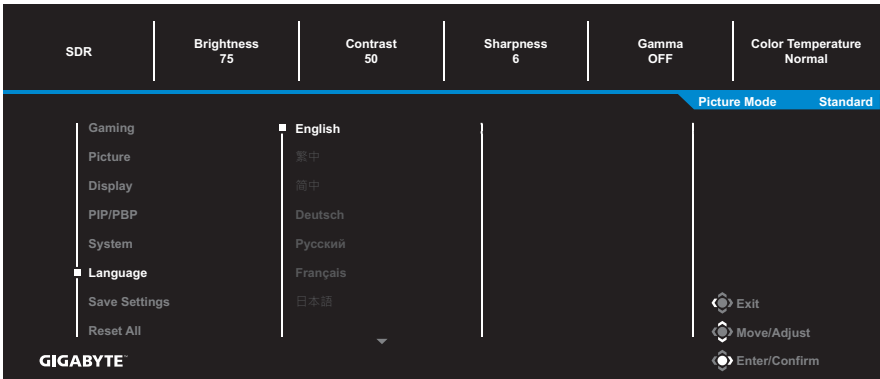 SDR
Brightness
75
Contrast
50
Sharpness
6
Gamma
OFF
Color Temperature
Normal
Picture Mode Standard
Gaming
Picture
Display
PIP/PBP
System
Language
Save Settings
Reset All
English
繁中
简中
Deutsch
Русский
Français
日本語
Exit
Move/Adjust
Enter/Confirm
GIGABYTE™